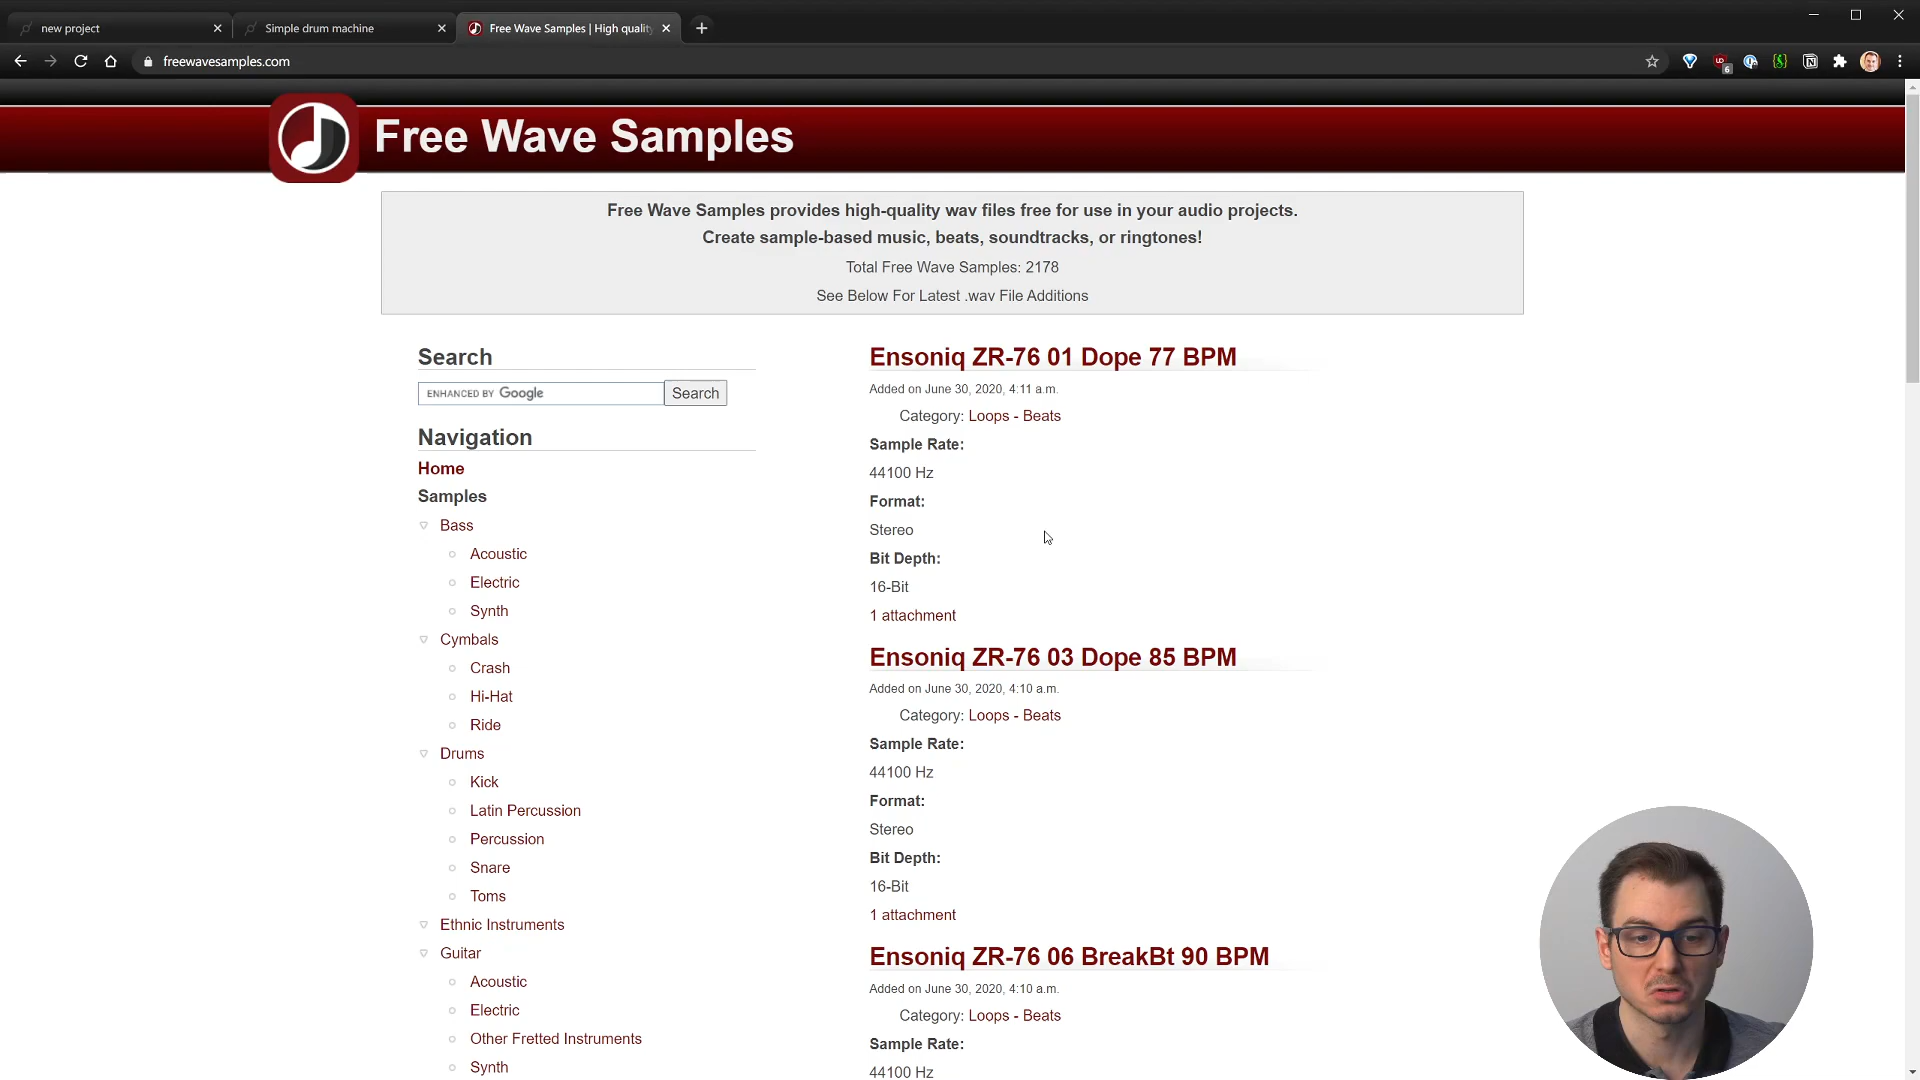 new project
Simple drum machine
Free Wave Samples | High quality
freewavesamples.com
6
Free Wave Samples
Free Wave Samples provides high-quality wav files free for use in your audio projects.
Create sample-based music, beats, soundtracks, or ringtones!
Total Free Wave Samples: 2178
See Below For Latest .wav File Additions
Search
ENHANCED BY Google
Search
Navigation
Home
Samples
Bass
Acoustic
Electric
Synth
Cymbals
Crash
Hi-Hat
Ride
Drums
Kick
Latin Percussion
Percussion
Snare
Toms
Ethnic Instruments
Guitar
Acoustic
Electric
Other Fretted Instruments
Synth
Ensoniq ZR-76 01 Dope 77 BPM
Added on June 30, 2020, 4:11 a.m.
Category: Loops - Beats
Sample Rate:
44100 Hz
Format:
Stereo
Bit Depth:
16-Bit
1 attachment
Ensoniq ZR-76 03 Dope 85 BPM
Added on June 30, 2020, 4:10 a.m.
Category: Loops - Beats
Sample Rate:
44100 Hz
Format:
Stereo
Bit Depth:
16-Bit
1 attachment
Ensoniq ZR-76 06 BreakBt 90 BPM
Added on June 30, 2020, 4:10 a.m.
Category: Loops - Beats
Sample Rate:
44100 Hz